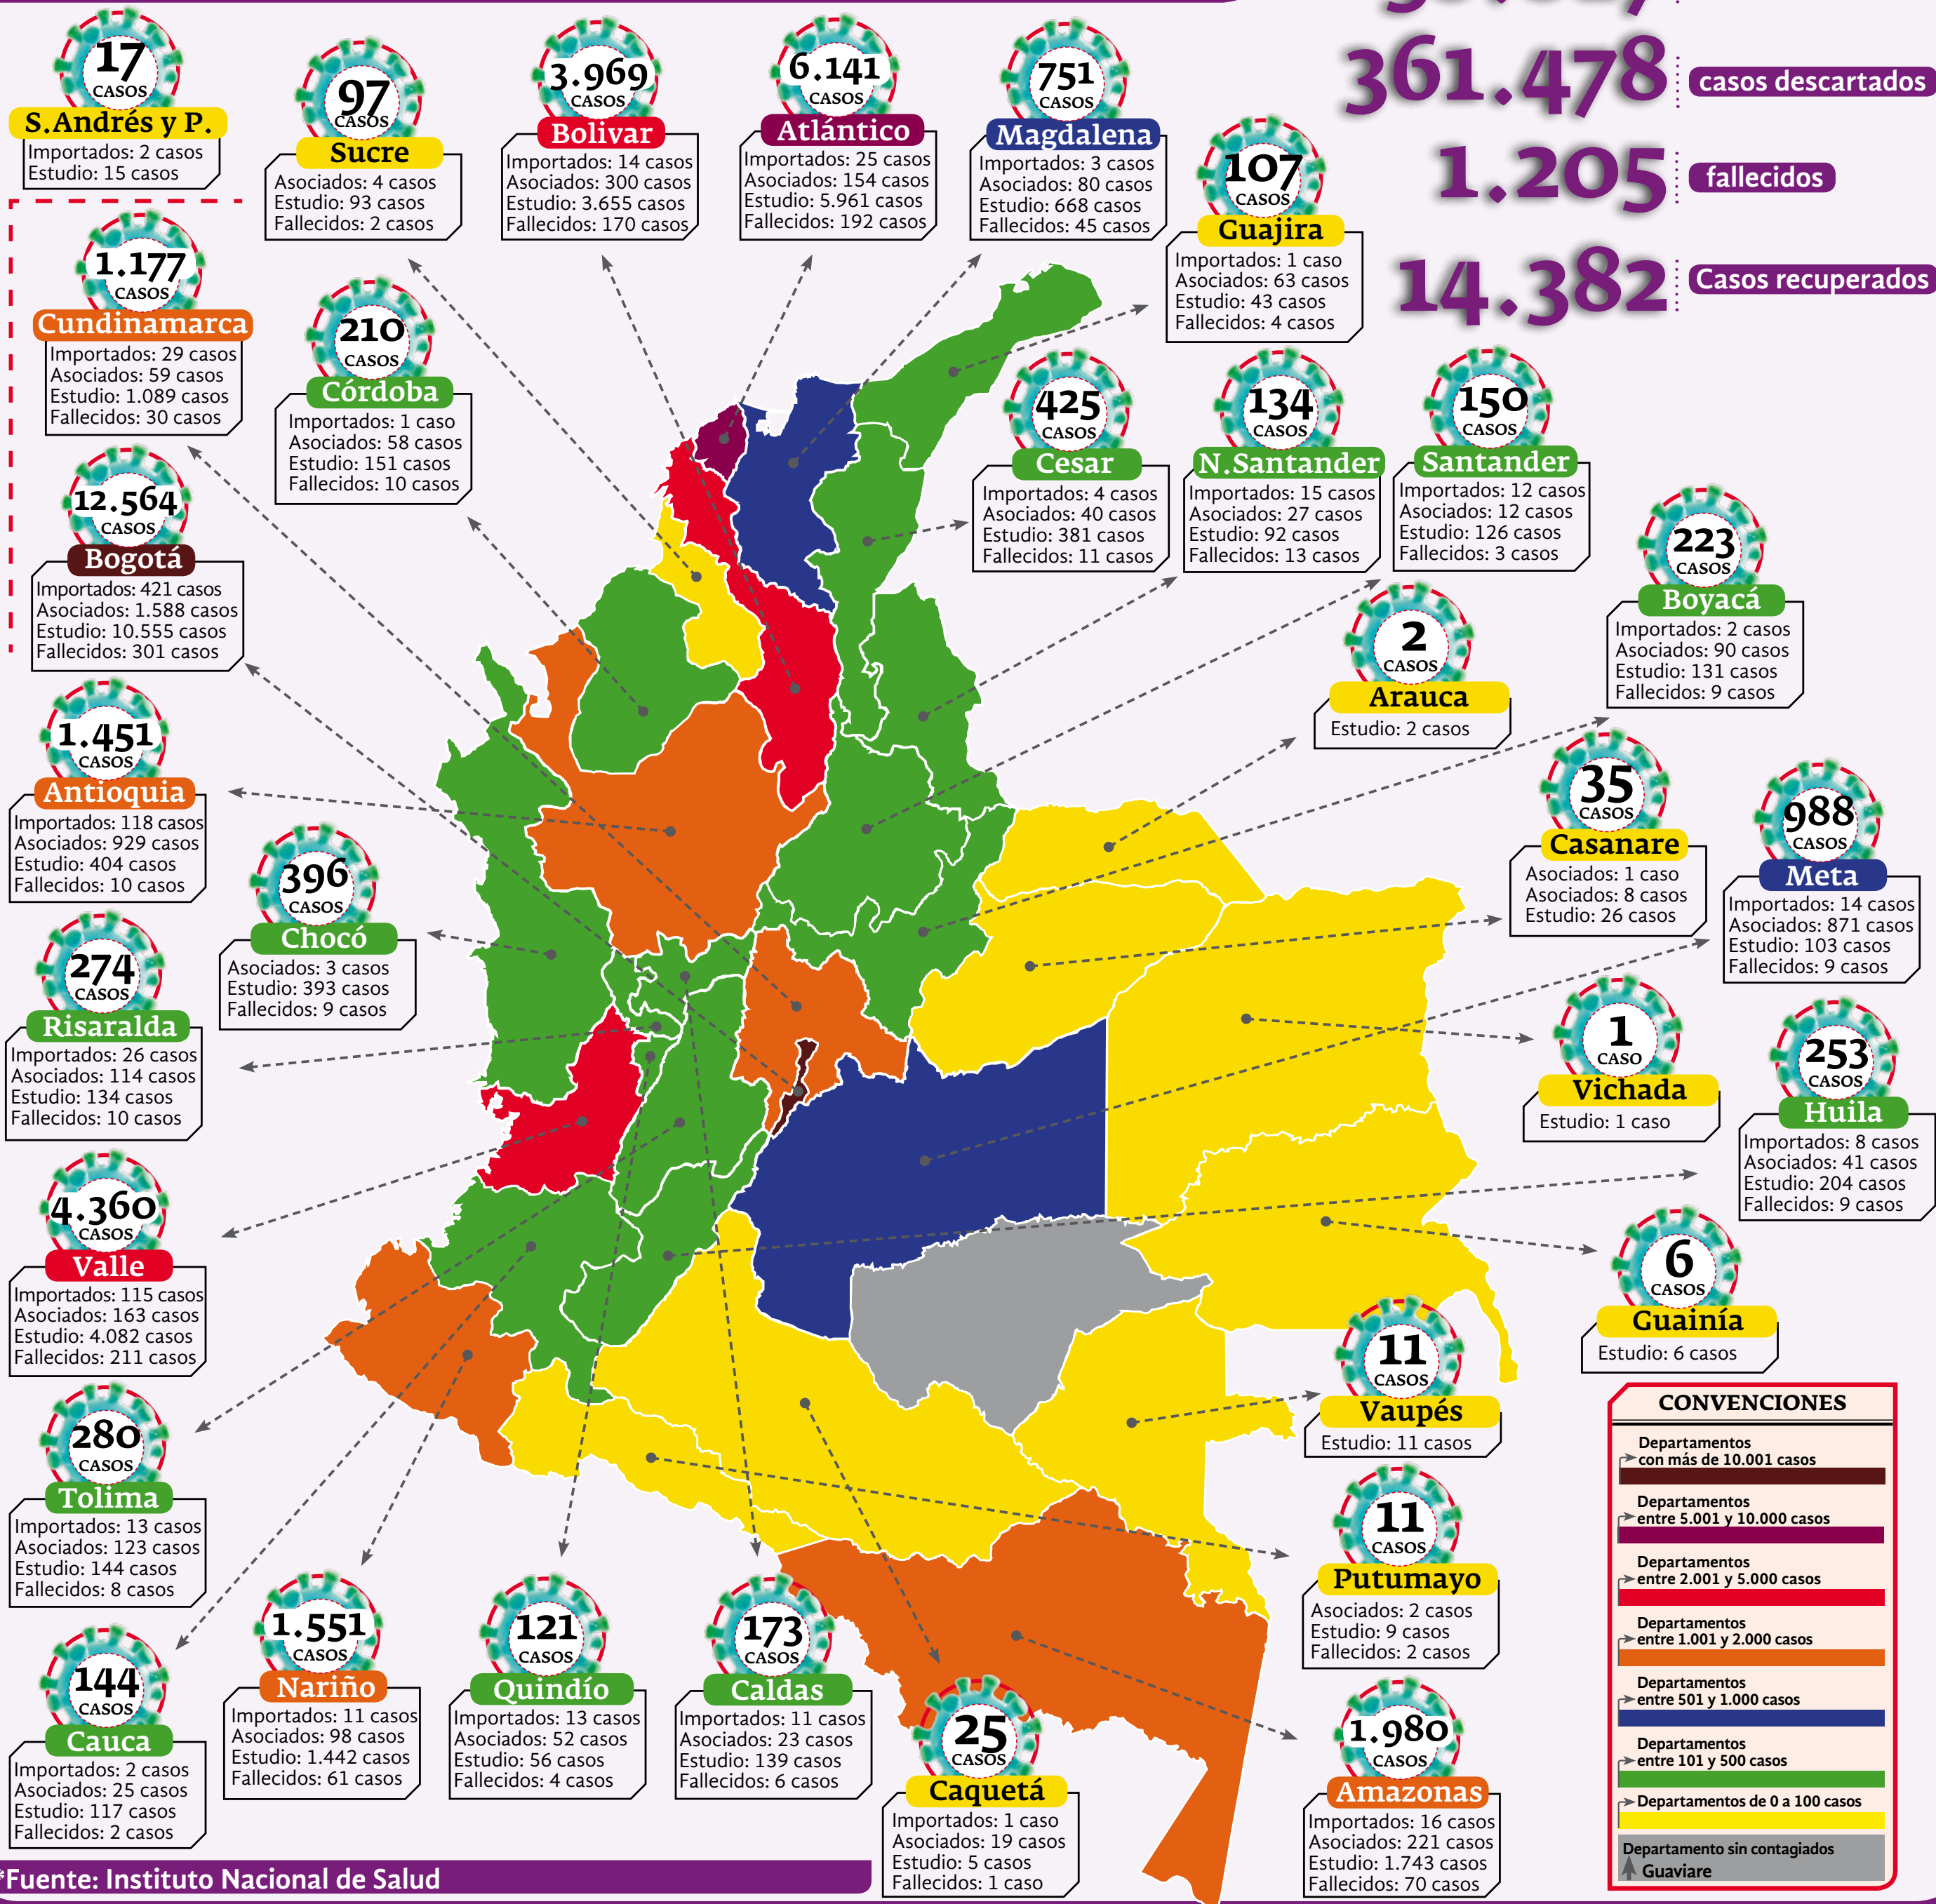 361.478 casos descartados
1.205 fallecidos
14.382 Casos recuperados
17
CASOS
S.Andrés y P.
Importados: 2 casos
Estudio: 15 casos
97
CASOS
Sucre
Asociados: 4 casos
Estudio: 93 casos
Fallecidos: 2 casos
3.969
CASOS
Bolivar
Importados: 14 casos
Asociados: 300 casos
Estudio: 3.655 casos
Fallecidos: 170 casos
6.141
CASOS
Atlántico
Importados: 25 casos
Asociados: 154 casos
Estudio: 5.961 casos
Fallecidos: 192 casos
751
CASOS
Magdalena
Importados: 3 casos
Asociados: 80 casos
Estudio: 668 casos
Fallecidos: 45 casos
107
CASOS
Guajira
Importados: 1 caso
Asociados: 63 casos
Estudio: 43 casos
Fallecidos: 4 casos
1.177
CASOS
Cundinamarca
Importados: 29 casos
Asociados: 59 casos
Estudio: 1.089 casos
Fallecidos: 30 casos
210
CASOS
Córdoba
Importados: 1 caso
Asociados: 58 casos
Estudio: 151 casos
Fallecidos: 10 casos
425
CASOS
Cesar
Importados: 4 casos
Asociados: 40 casos
Estudio: 381 casos
Fallecidos: 11 casos
134
CASOS
N.Santander
Importados: 15 casos
Asociados: 27 casos
Estudio: 92 casos
Fallecidos: 13 casos
150
CASOS
Santander
Importados: 12 casos
Asociados: 12 casos
Estudio: 126 casos
Fallecidos: 3 casos
12.564
CASOS
Bogotá
Importados: 421 casos
Asociados: 1.588 casos
Estudio: 10.555 casos
Fallecidos: 301 casos
223
CASOS
Boyacá
Importados: 2 casos
Asociados: 90 casos
Estudio: 131 casos
Fallecidos: 9 casos
2
CASOS
Arauca
Estudio: 2 casos
1.451
CASOS
Antioquia
Importados: 118 casos
Asociados: 929 casos
Estudio: 404 casos
Fallecidos: 10 casos
35
CASOS
Casanare
Asociados: 1 caso
Asociados: 8 casos
Estudio: 26 casos
988
CASOS
Meta
Importados: 14 casos
Asociados: 871 casos
Estudio: 103 casos
Fallecidos: 9 casos
396
CASOS
Chocó
Asociados: 3 casos
Estudio: 393 casos
Fallecidos: 9 casos
274
CASOS
Risaralda
Importados: 26 casos
Asociados: 114 casos
Estudio: 134 casos
Fallecidos: 10 casos
1
CASO
Vichada
Estudio: 1 caso
253
CASOS
Huila
Importados: 8 casos
Asociados: 41 casos
Estudio: 204 casos
Fallecidos: 9 casos
4.360
CASOS
Valle
Importados: 115 casos
Asociados: 163 casos
Estudio: 4.082 casos
Fallecidos: 211 casos
6
CASOS
Guainía
Estudio: 6 casos
11
CASOS
Vaupés
Estudio: 11 casos
280
CASOS
Tolima
Importados: 13 casos
Asociados: 123 casos
Estudio: 144 casos
Fallecidos: 8 casos
11
CASOS
Putumayo
Asociados: 2 casos
Estudio: 9 casos
Fallecidos: 2 casos
144
CASOS
Cauca
Importados: 2 casos
Asociados: 25 casos
Estudio: 117 casos
Fallecidos: 2 casos
1.551
CASOS
Nariño
Importados: 11 casos
Asociados: 98 casos
Estudio: 1.442 casos
Fallecidos: 61 casos
121
CASOS
Quindío
Importados: 13 casos
Asociados: 52 casos
Estudio: 56 casos
Fallecidos: 4 casos
173
CASOS
Caldas
Importados: 11 casos
Asociados: 23 casos
Estudio: 139 casos
Fallecidos: 6 casos
25
CASOS
Caquetá
Importados: 1 caso
Asociados: 19 casos
Estudio: 5 casos
Fallecidos: 1 caso
1.980
CASOS
Amazonas
Importados: 16 casos
Asociados: 221 casos
Estudio: 1.743 casos
Fallecidos: 70 casos
CONVENCIONES
Departamentos
con más de 10.001 casos
Departamentos
entre 5.001 y 10.000 casos
Departamentos
entre 2.001 y 5.000 casos
Departamentos
entre 1.001 y 2.000 casos
Departamentos
entre 501 y 1.000 casos
Departamentos
entre 101 y 500 casos
Departamentos de 0 a 100 casos
Departamento sin contagiados
Guaviare
*Fuente: Instituto Nacional de Salud